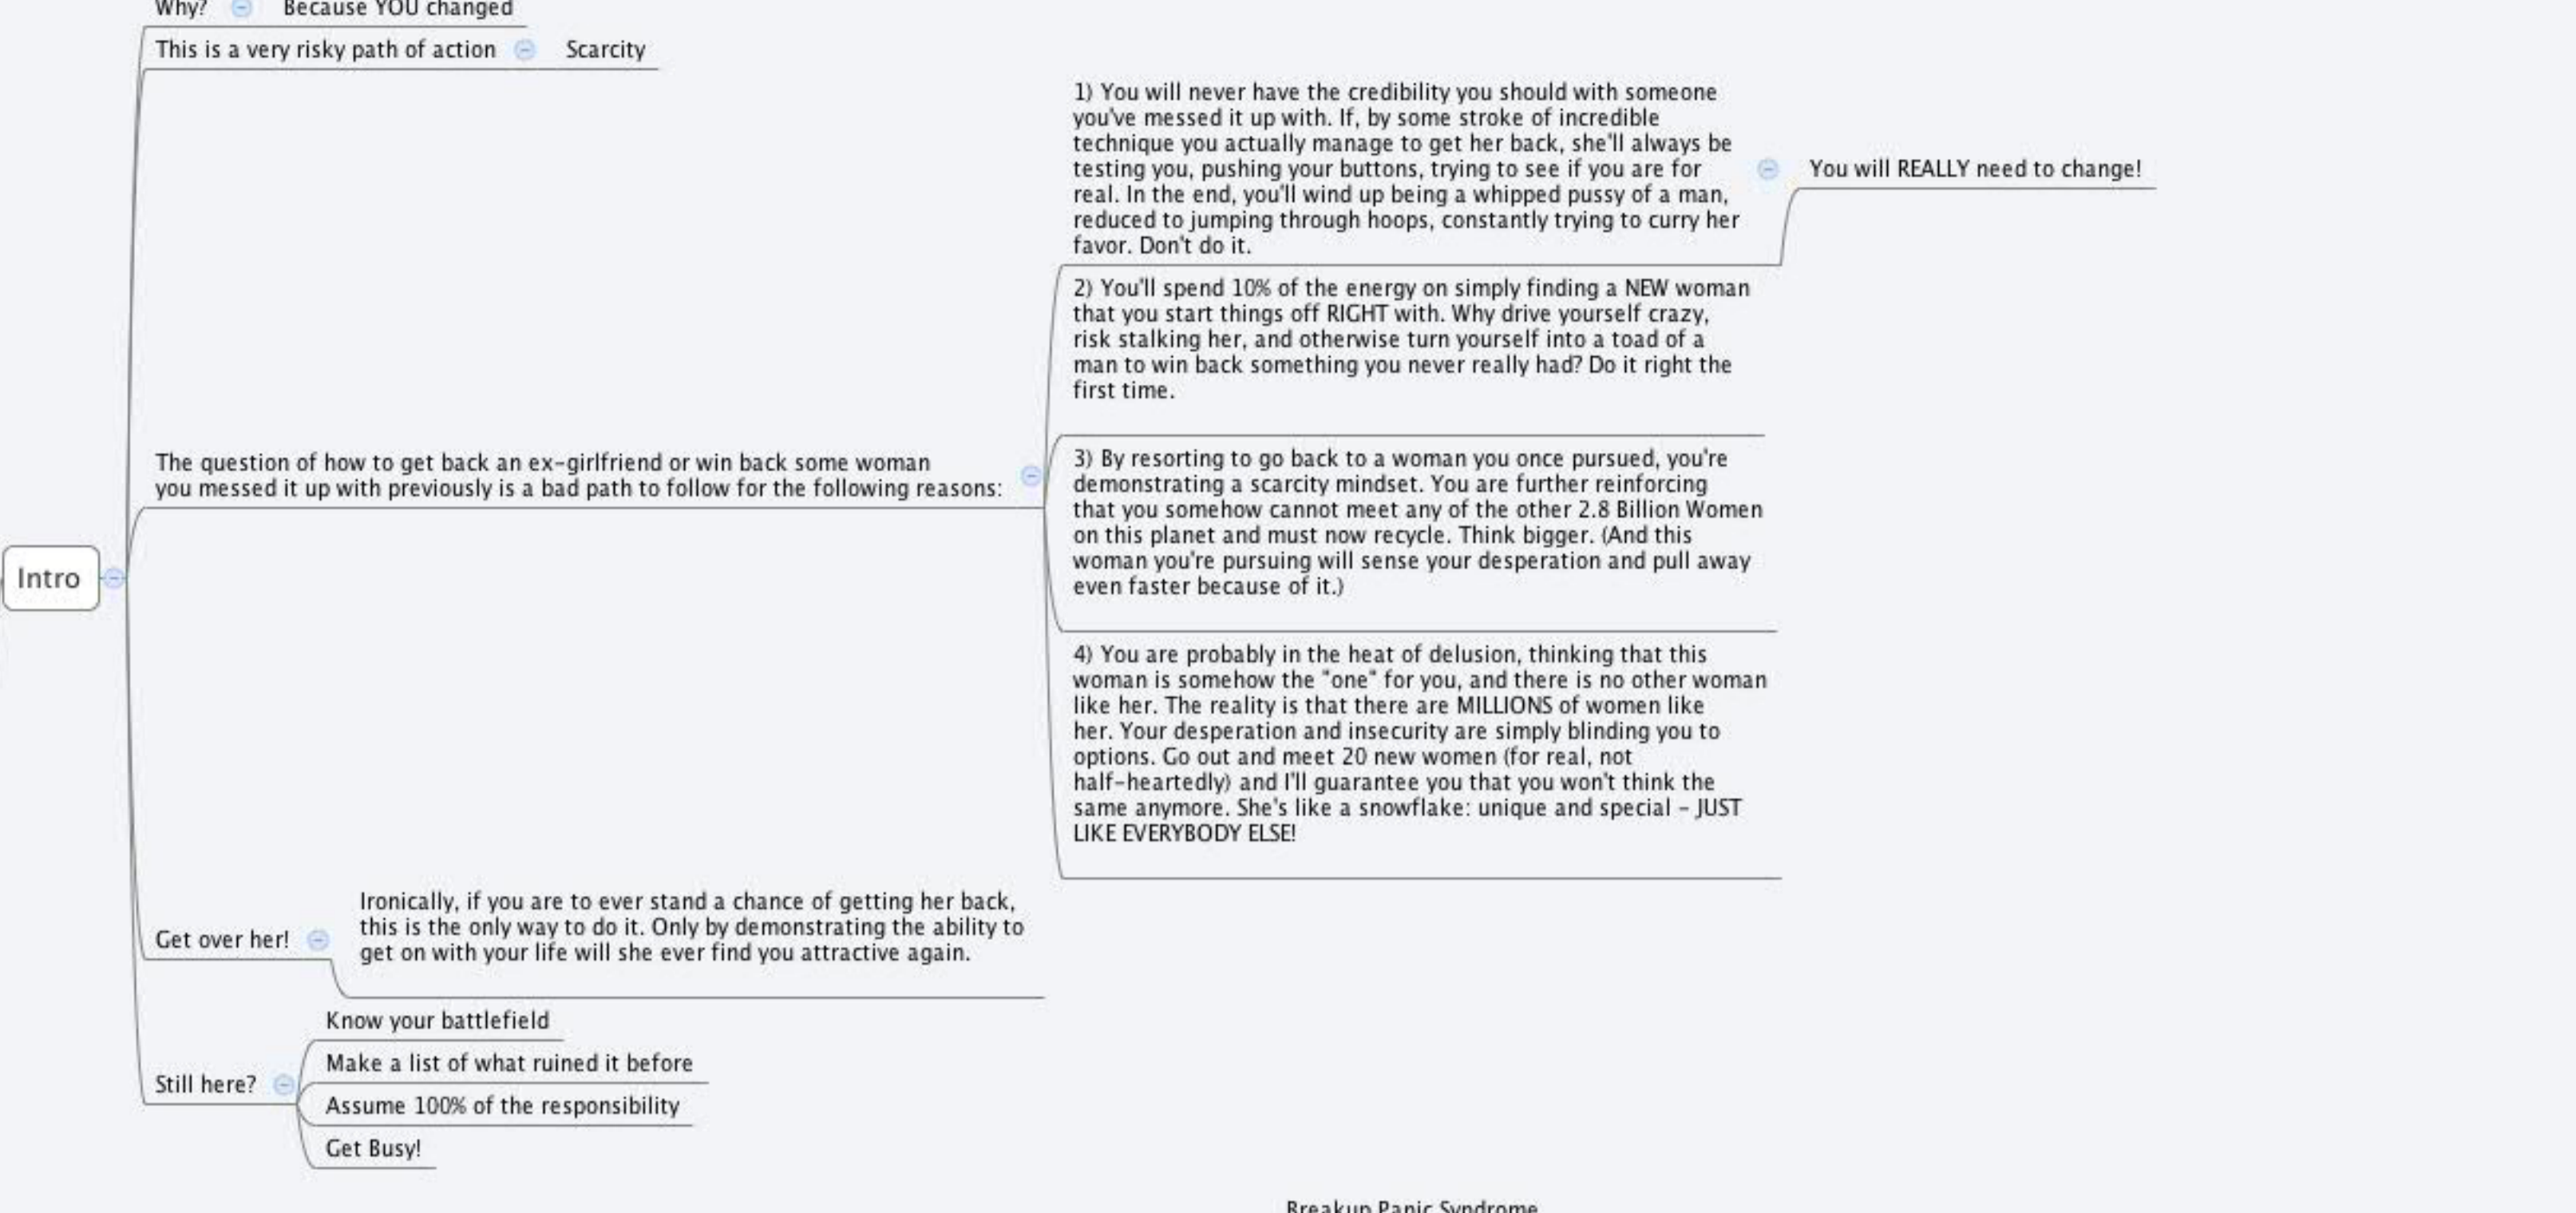 Why?
Because YOU changed
This is a very risky path of action
Scarcity
The question of how to get back an ex-girlfriend or win back some woman
you messed it up with previously is a bad path to follow for the following reasons:
1) You will never have the credibility you should with someone
you've messed it up with. If, by some stroke of incredible
technique you actually manage to get her back, she'll always be
testing you, pushing your buttons, trying to see if you are for
real. In the end, you'll wind up being a whipped pussy of a man,
reduced to jumping through hoops, constantly trying to curry her
favor. Don't do it.
You will REALLY need to change!
2) You'll spend 10% of the energy on simply finding a NEW woman
that you start things off RIGHT with. Why drive yourself crazy,
risk stalking her, and otherwise turn yourself into a toad of a
man to win back something you never really had? Do it right the
first time.
3) By resorting to go back to a woman you once pursued, you're
demonstrating a scarcity mindset. You are further reinforcing
that you somehow cannot meet any of the other 2.8 Billion Women
on this planet and must now recycle. Think bigger. (And this
woman you're pursuing will sense your desperation and pull away
even faster because of it.)
4) You are probably in the heat of delusion, thinking that this
woman is somehow the "one" for you, and there is no other woman
like her. The reality is that there are MILLIONS of women like
her. Your desperation and insecurity are simply blinding you to
options. Go out and meet 20 new women (for real, not
half-heartedly) and I'll guarantee you that you won't think the
same anymore. She's like a snowflake: unique and special - JUST
LIKE EVERYBODY ELSE!
Intro
Get over her!
Ironically, if you are to ever stand a chance of getting her back,
this is the only way to do it. Only by demonstrating the ability to
get on with your life will she ever find you attractive again.
Still here?
Know your battlefield
Make a list of what ruined it before
Assume 100% of the responsibility
Get Busy!
Breakup Panic Syndrome